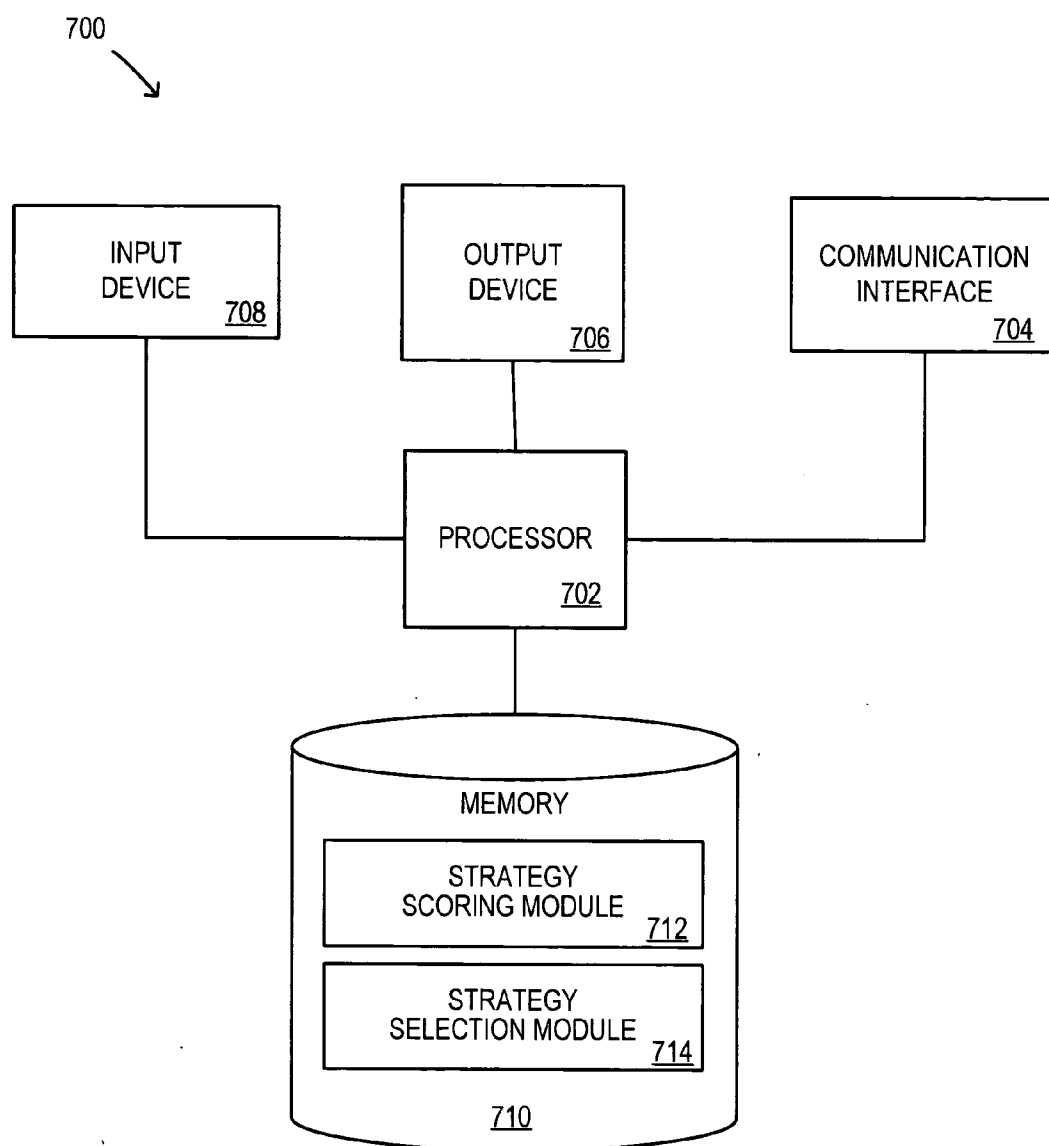 700
INPUT
DEVICE
708
OUTPUT
DEVICE
706
COMMUNICATION
INTERFACE
704
PROCESSOR
702
MEMORY
STRATEGY
SCORING MODULE
712
STRATEGY
SELECTION MODULE
714
710